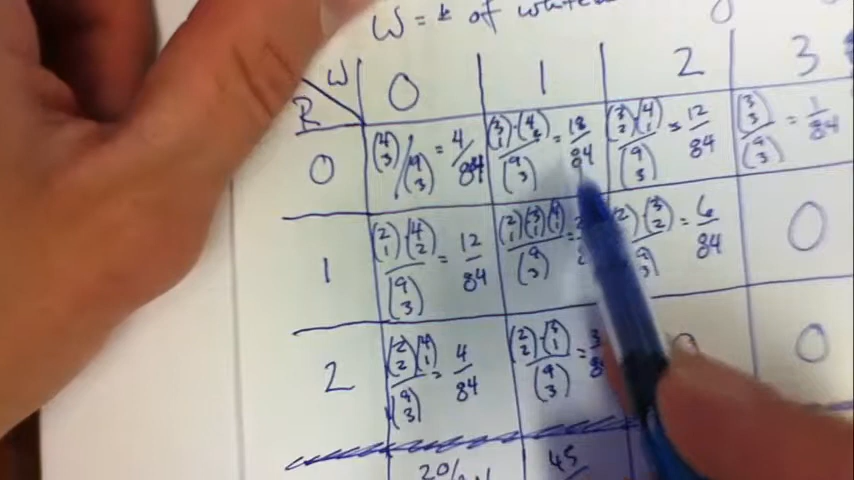 W = # of white
W 0 1 2 3
R
0 (4 3)/(9 3) = 4/84 (3 1)·(4 2)/(9 3) = 18/84 (3 2)(4 1)/(9 3) = 12/84 (3 3)/(9 3) = 1/84
1 (2 1)(4 2)/(9 3) = 12/84 (2 1)(3 1)(4 1)/(9 3) = (3 2)/(9 3) = 6/84 0
2 (2 2)(4 1)/(9 3) = 4/84 (2 2)·(3 1)/(9 3) = 3/8 0
20/ 45